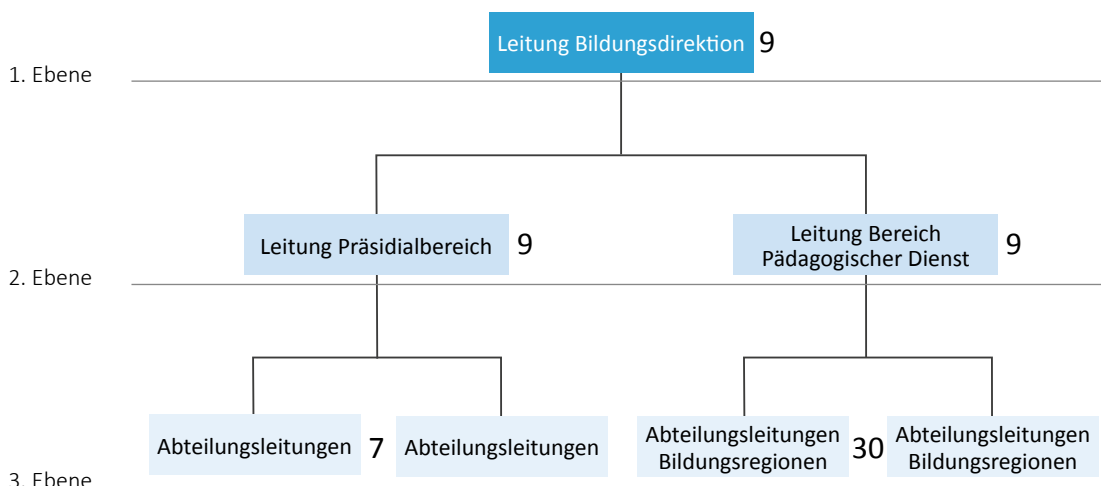 Leitung Bildungsdirektion 9
1. Ebene
Leitung Präsidialbereich 9
Leitung Bereich
Pädagogischer Dienst 9
2. Ebene
Abteilungsleitungen 7 Abteilungsleitungen
Abteilungsleitungen
Bildungsregionen 30
Abteilungsleitungen
Bildungsregionen
3. Ebene